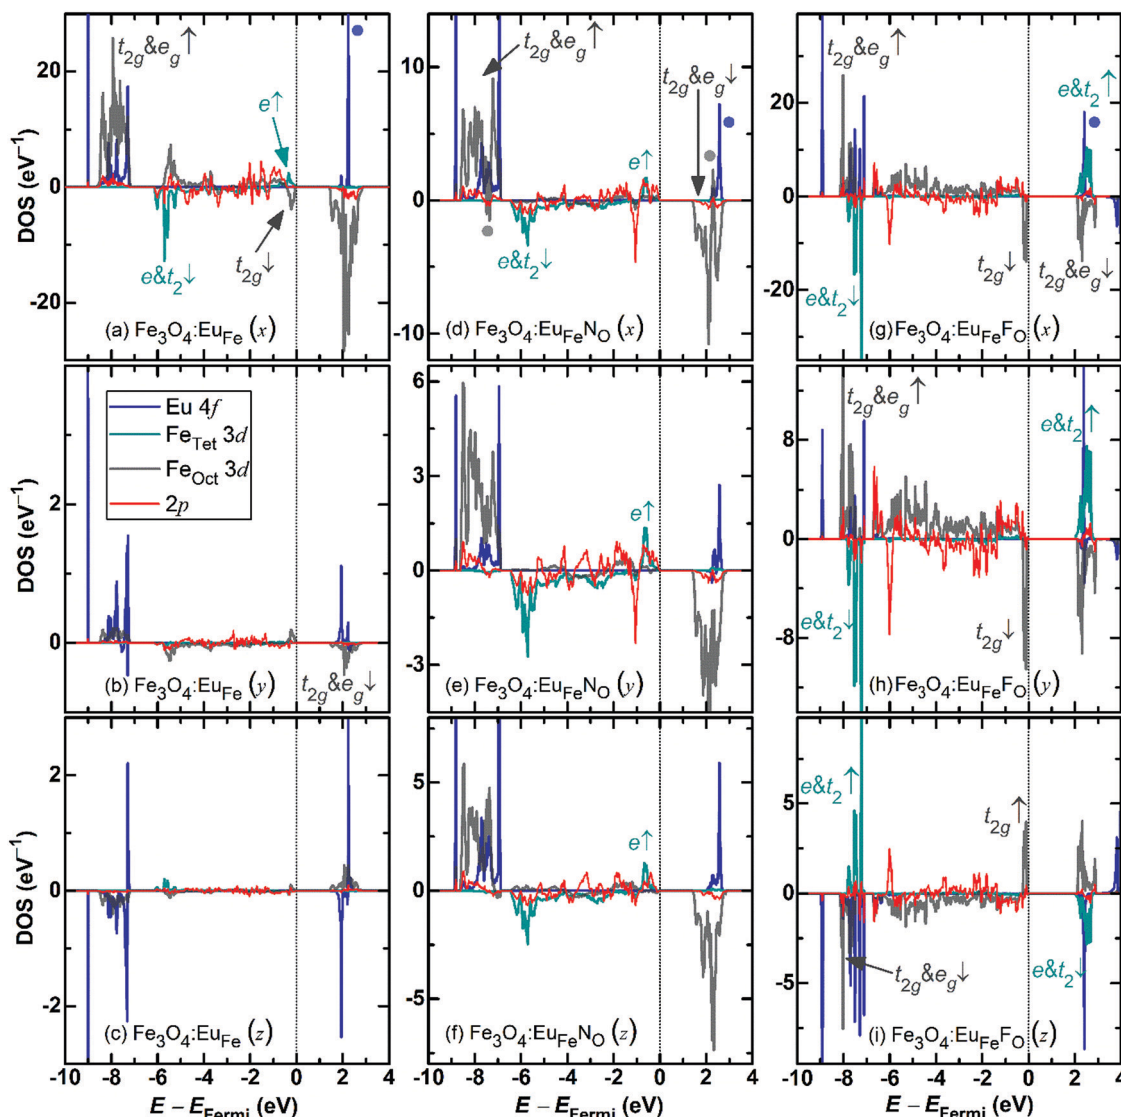 DOS (eV⁻¹)
20
0
-20
t2g&eg↑
e↑
e&t2↓
t2g↓
(a) Fe3O4:EuFe (x)
12
6
0
-6
-12
t2g&eg↑
t2g&eg↓
e↑
e&t2↓
(d) Fe3O4:EuFeNO (x)
20
0
-20
t2g&eg↑
e&t2↑
e&t2↓
t2g↓
t2g&eg↓
(g) Fe3O4:EuFeFO (x)
DOS (eV⁻¹)
2
0
Eu 4f
FeTet 3d
FeOct 3d
2p
t2g&eg↓
(b) Fe3O4:EuFe (y)
6
3
0
-3
e↑
(e) Fe3O4:EuFeNO (y)
8
0
-8
t2g&eg↑
e&t2↑
e&t2↓
t2g↓
(h) Fe3O4:EuFeFO (y)
DOS (eV⁻¹)
2
0
-2
(c) Fe3O4:EuFe (z)
5
0
-5
e↑
(f) Fe3O4:EuFeNO (z)
5
0
-5
e&t2↑
t2g↑
t2g&eg↓
e&t2↓
(i) Fe3O4:EuFeFO (z)
-10 -8 -6 -4 -2 0 2 4
-8 -6 -4 -2 0 2 4
-10 -8 -6 -4 -2 0 2 4
E – EFermi (eV)
E – EFermi (eV)
E – EFermi (eV)